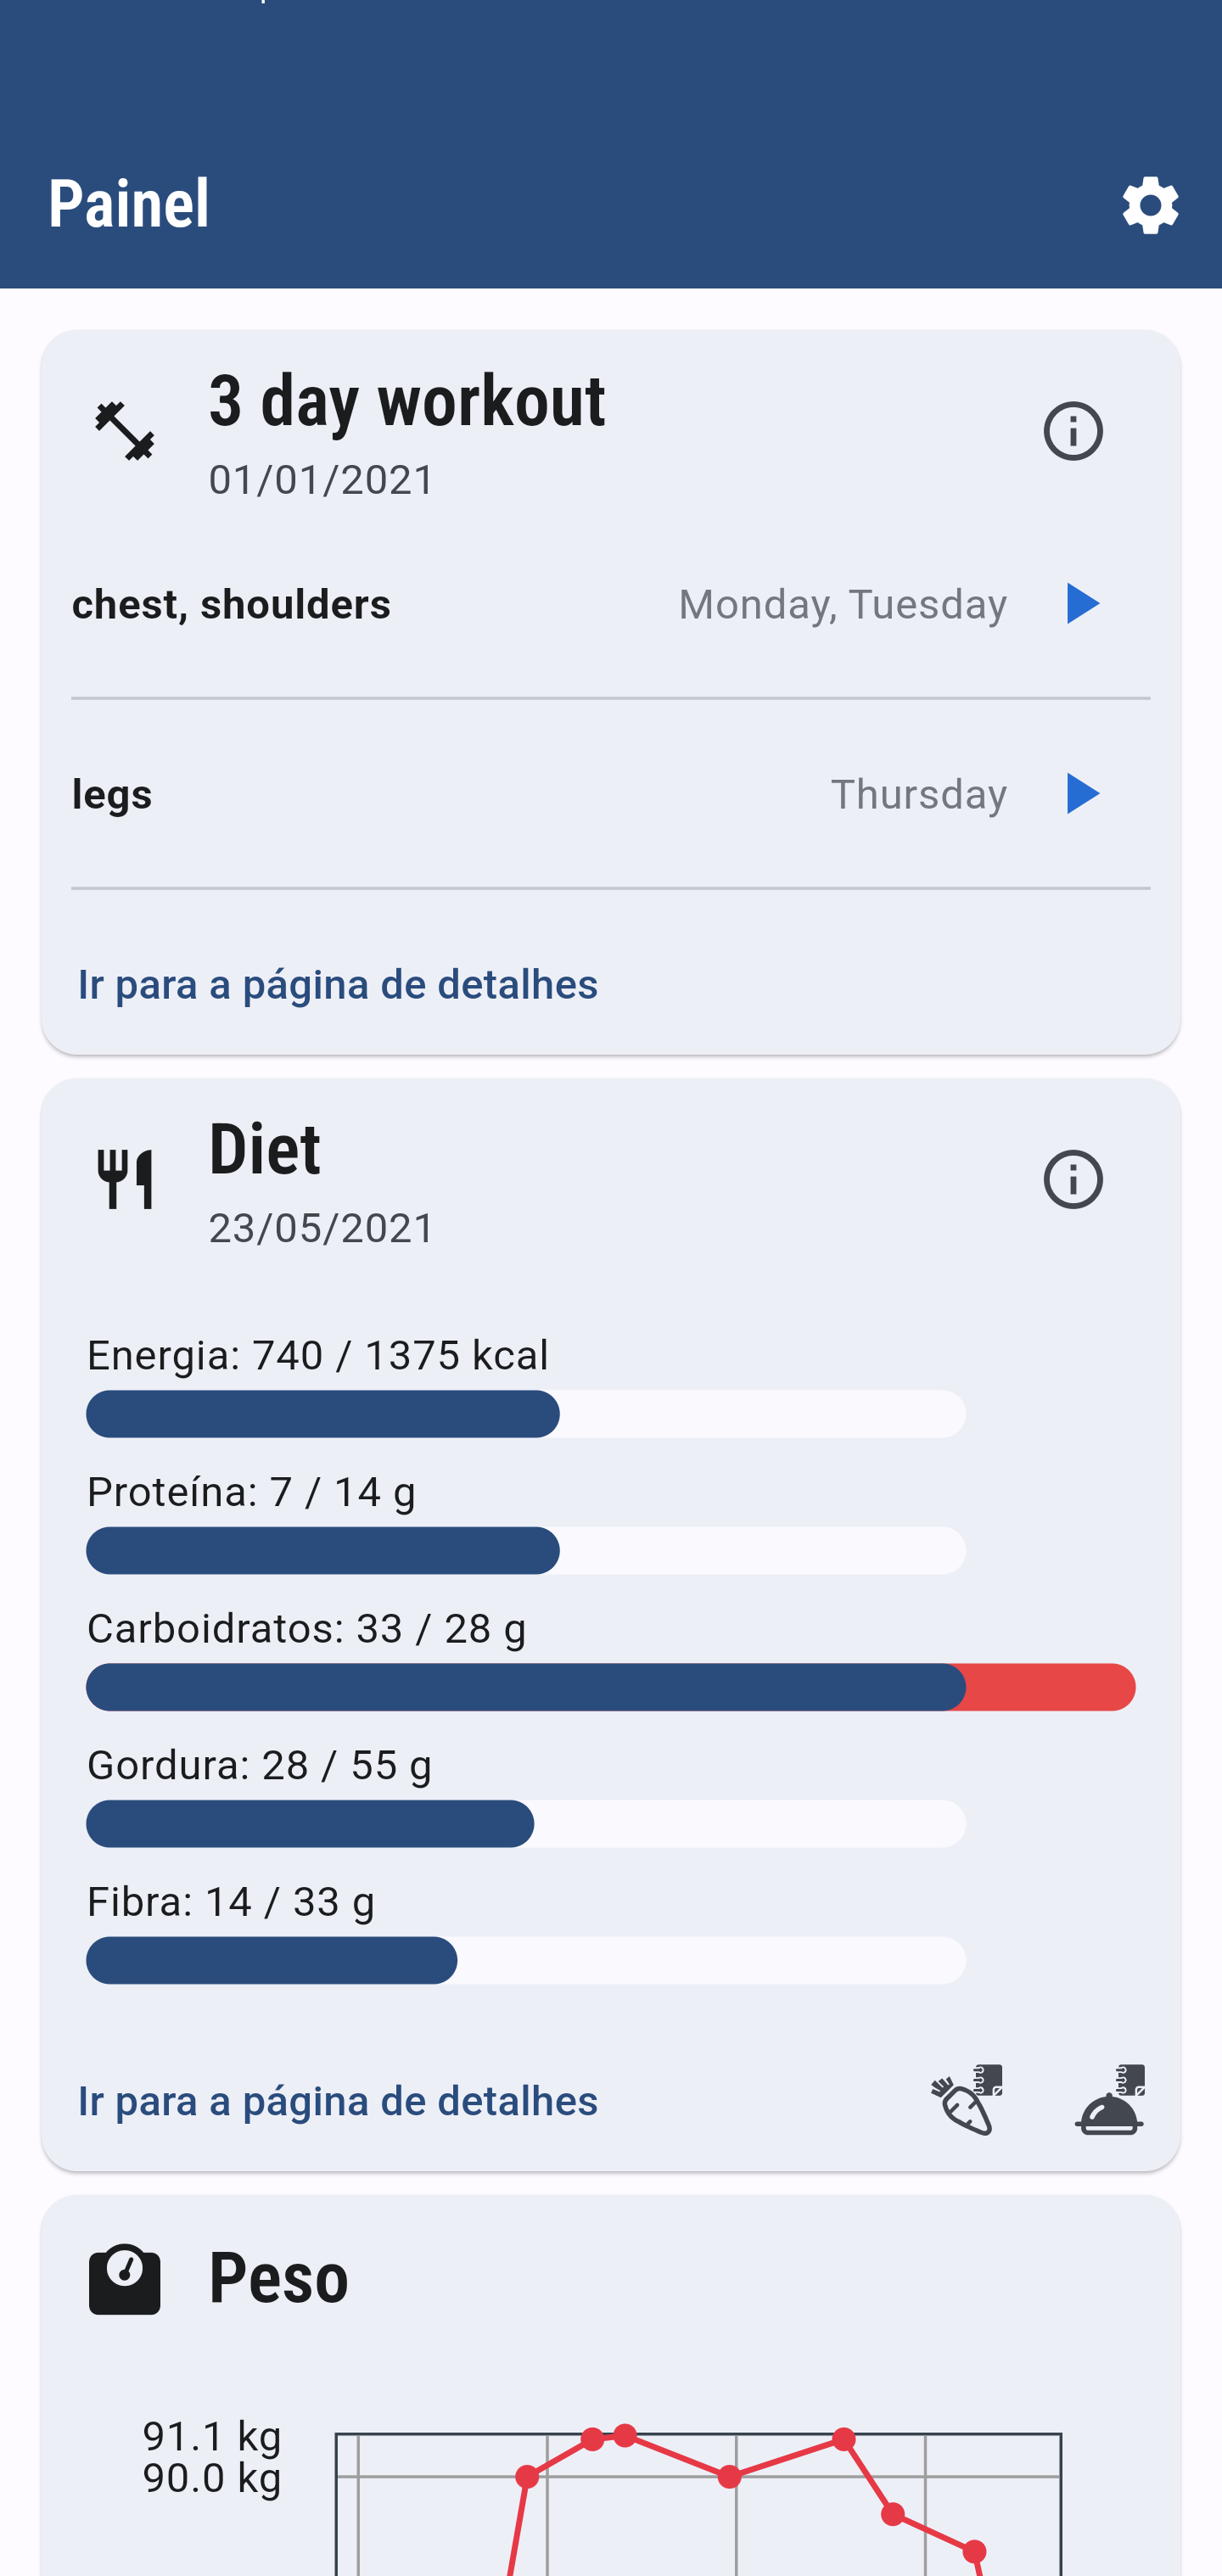 Painel
3 day workout
01/01/2021
chest, shoulders Monday, Tuesday
legs Thursday
Ir para a página de detalhes
Diet
23/05/2021
Energia: 740 / 1375 kcal
Proteína: 7 / 14 g
Carboidratos: 33 / 28 g
Gordura: 28 / 55 g
Fibra: 14 / 33 g
Ir para a página de detalhes
Peso
91.1 kg
90.0 kg